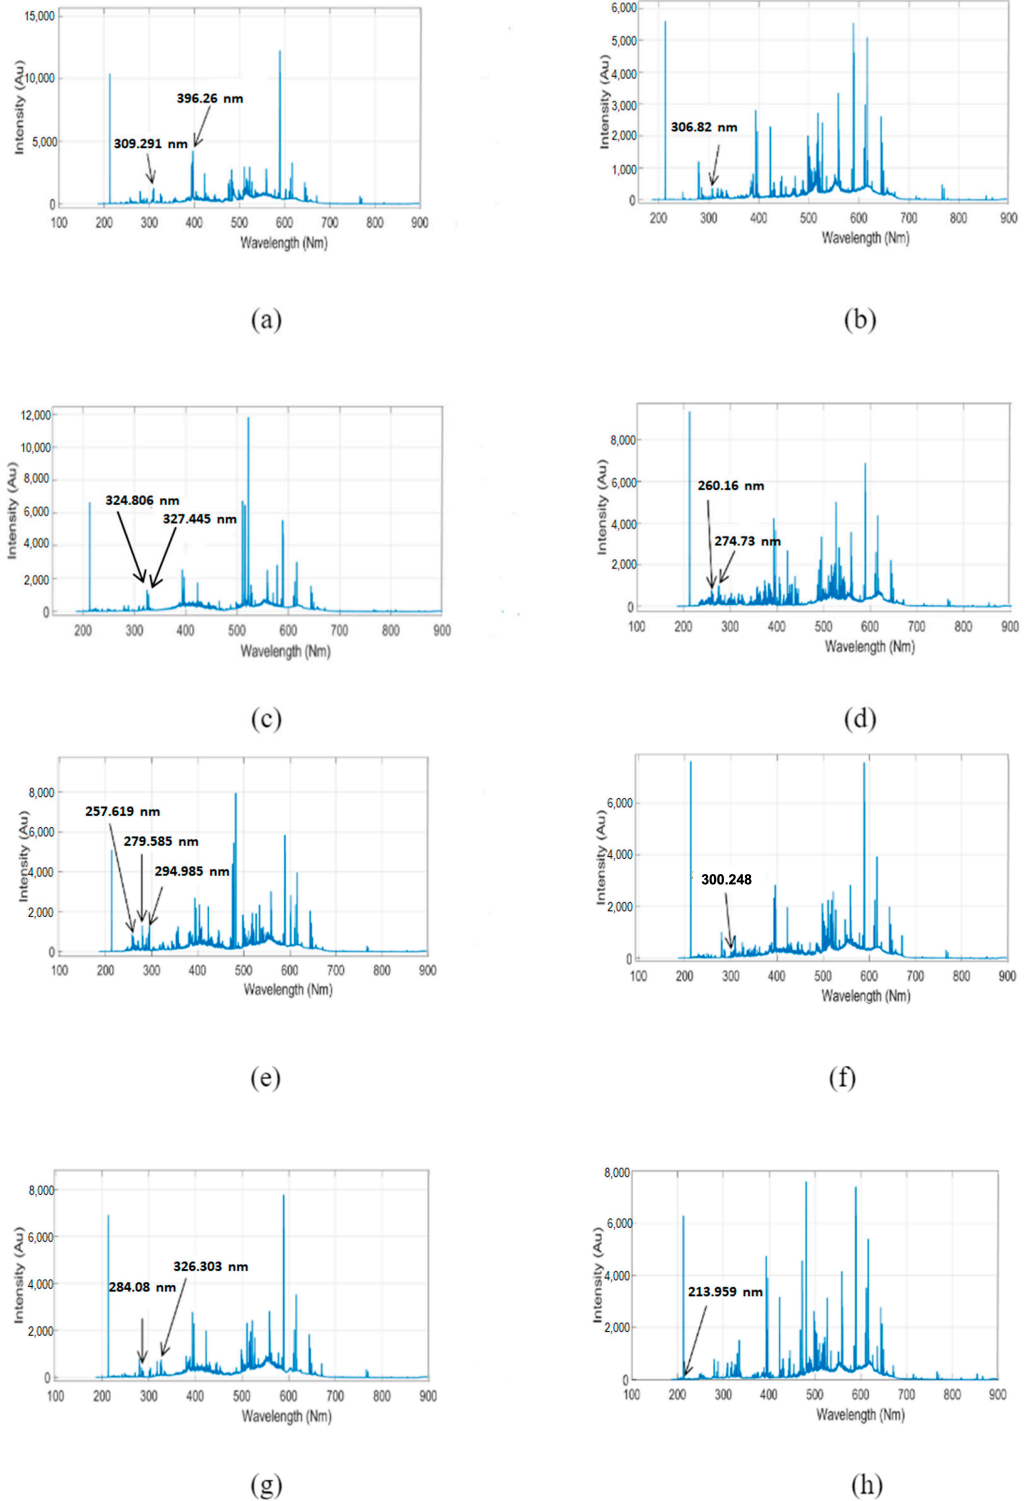 15,000
10,000
5,000
0
Intensity (Au)
396.26 nm
309.291 nm
100 200 300 400 500 600 700 800 900
Wavelength (Nm)
(a)
6,000
5,000
1,000
3,000
2,000
1,000
0
Intensity (Au)
306.82 nm
200 300 400 500 600 700 800 900
Wavelength (Nm)
(b)
12,000
10,000
8,000
6,000
4,000
2,000
0
Intensity (Au)
324.806 nm
327.445 nm
200 300 400 500 600 700 800 900
Wavelength (Nm)
(c)
8,000
6,000
4,000
2,000
0
Intensity (Au)
260.16 nm
274.73 nm
100 200 300 400 500 600 700 800 900
Wavelength (Nm)
(d)
8,000
6,000
4,000
2,000
0
Intensity (Au)
257.619 nm
279.585 nm
294.985 nm
100 200 300 400 500 600 700 800 900
Wavelength (Nm)
(e)
6,000
4,000
2,000
0
Intensity (Au)
300.248
100 200 300 400 500 600 700 800 900
Wavelength (Nm)
(f)
8,000
6,000
4,000
2,000
0
Intensity (Au)
326.303 nm
284.08 nm
100 200 300 400 500 600 700 800 900
Wavelength (Nm)
(g)
8,000
6,000
4,000
2,000
0
Intensity (Au)
213.959 nm
100 200 300 400 500 600 700 800 900
Wavelength (Nm)
(h)